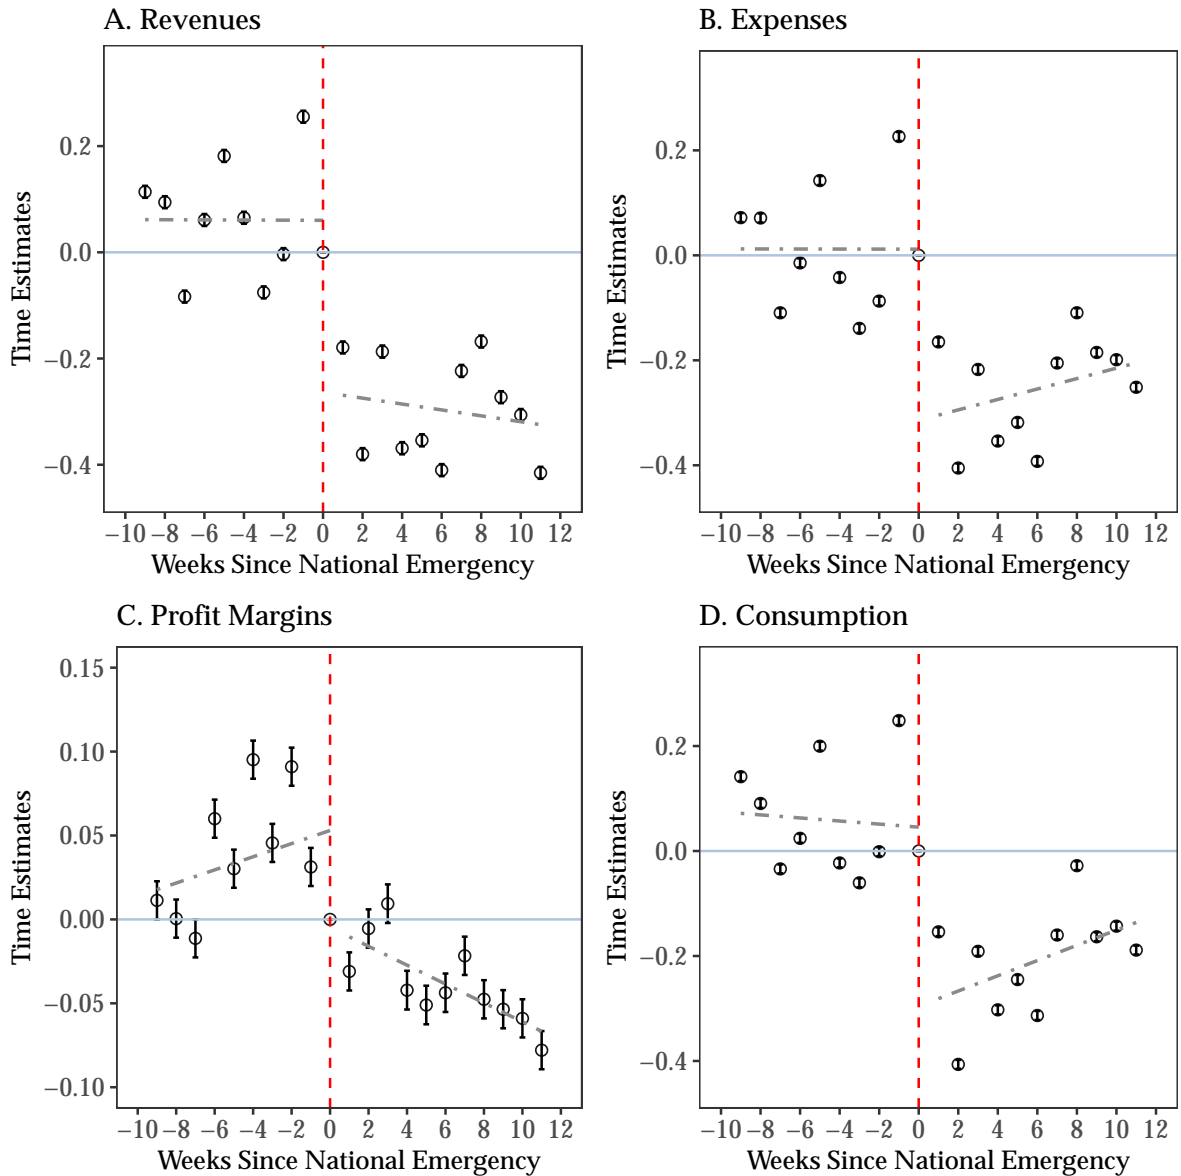 A. Revenues
B. Expenses
Time Estimates
0.2
0.0
−0.2
−0.4
−10 −8 −6 −4 −2 0 2 4 6 8 10 12
Weeks Since National Emergency
Time Estimates
0.2
0.0
−0.2
−0.4
−10 −8 −6 −4 −2 0 2 4 6 8 10 12
Weeks Since National Emergency
C. Profit Margins
D. Consumption
Time Estimates
0.15
0.10
0.05
0.00
−0.05
−0.10
−10 −8 −6 −4 −2 0 2 4 6 8 10 12
Weeks Since National Emergency
Time Estimates
0.2
0.0
−0.2
−0.4
−10 −8 −6 −4 −2 0 2 4 6 8 10 12
Weeks Since National Emergency